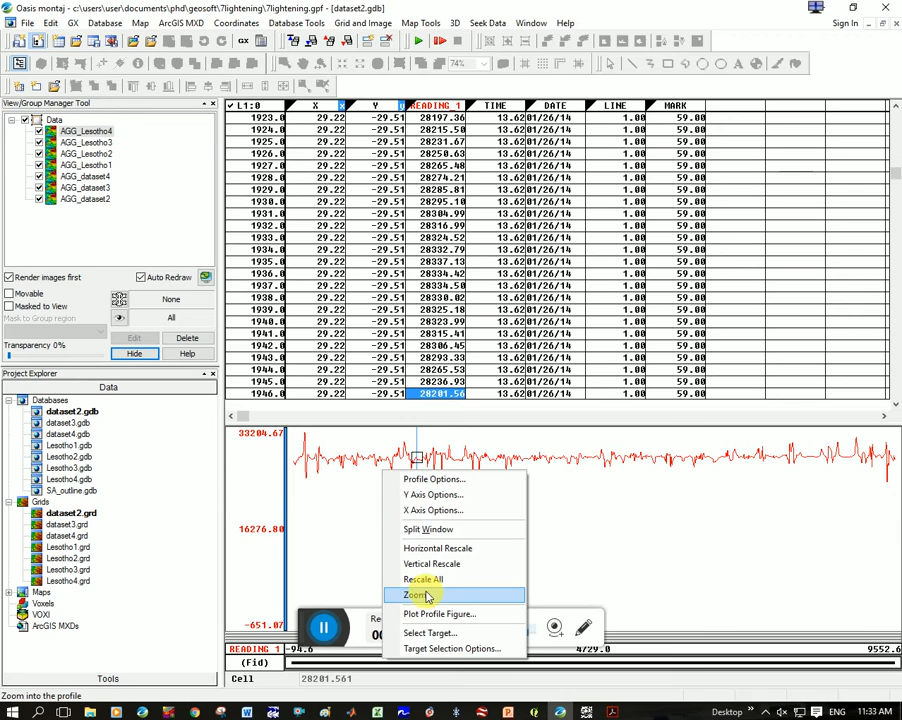 Oasis montaj - c:\users\user\documents\phd\geosoft\7lightening\7lightening.gpf - [dataset2.gdb]
File Edit GX Database Map ArcGIS MXD Coordinates Database Tools Grid and Image Map Tools 3D Seek Data Window Help Sign In
GX 74%
View/Group Manager Tool
Data
AGG_Lesotho4
AGG_Lesotho3
AGG_Lesotho2
AGG_Lesotho1
AGG_dataset4
AGG_dataset3
AGG_dataset2
Render images first Auto Redraw
Movable None
Masked to View
Mask to Group region All
Edit Delete
Transparency 0%
Hide Help
Project Explorer
Data
Databases
dataset2.gdb
dataset3.gdb
dataset4.gdb
Lesotho1.gdb
Lesotho2.gdb
Lesotho3.gdb
Lesotho4.gdb
SA_outline.gdb
Grids
dataset2.grd
dataset3.grd
dataset4.grd
Lesotho1.grd
Lesotho2.grd
Lesotho3.grd
Lesotho4.grd
Maps
Voxels
VOXI
ArcGIS MXDs
Tools
L1:0 X x Y y READING_1 TIME DATE LINE MARK
1923.0 29.22 -29.51 28197.36 13.62 01/26/14 1.00 59.00
1924.0 29.22 -29.51 28215.50 13.62 01/26/14 1.00 59.00
1925.0 29.22 -29.51 28231.67 13.62 01/26/14 1.00 59.00
1926.0 29.22 -29.51 28250.63 13.62 01/26/14 1.00 59.00
1927.0 29.22 -29.51 28265.48 13.62 01/26/14 1.00 59.00
1928.0 29.22 -29.51 28274.21 13.62 01/26/14 1.00 59.00
1929.0 29.22 -29.51 28285.81 13.62 01/26/14 1.00 59.00
1930.0 29.22 -29.51 28295.10 13.62 01/26/14 1.00 59.00
1931.0 29.22 -29.51 28304.99 13.62 01/26/14 1.00 59.00
1932.0 29.22 -29.51 28316.99 13.62 01/26/14 1.00 59.00
1933.0 29.22 -29.51 28324.52 13.62 01/26/14 1.00 59.00
1934.0 29.22 -29.51 28332.79 13.62 01/26/14 1.00 59.00
1935.0 29.22 -29.51 28337.13 13.62 01/26/14 1.00 59.00
1936.0 29.22 -29.51 28334.42 13.62 01/26/14 1.00 59.00
1937.0 29.22 -29.51 28334.50 13.62 01/26/14 1.00 59.00
1938.0 29.22 -29.51 28330.02 13.62 01/26/14 1.00 59.00
1939.0 29.22 -29.51 28325.18 13.62 01/26/14 1.00 59.00
1940.0 29.22 -29.51 28323.99 13.62 01/26/14 1.00 59.00
1941.0 29.22 -29.51 28315.41 13.62 01/26/14 1.00 59.00
1942.0 29.22 -29.51 28306.45 13.62 01/26/14 1.00 59.00
1943.0 29.22 -29.51 28293.33 13.62 01/26/14 1.00 59.00
1944.0 29.22 -29.51 28265.53 13.62 01/26/14 1.00 59.00
1945.0 29.22 -29.51 28236.93 13.62 01/26/14 1.00 59.00
1946.0 29.22 -29.51 28201.56 13.62 01/26/14 1.00 59.00
33204.67
16276.80
-651.07
Profile Options...
Y Axis Options...
X Axis Options...
Split Window
Horizontal Rescale
Vertical Rescale
Rescale All
Zoom
Plot Profile Figure...
Select Target...
Target Selection Options...
READING_1 -94.6 4729.0 9552.6
(Fid)
Cell 28201.561
Zoom into the profile
Desktop ENG 11:33 AM